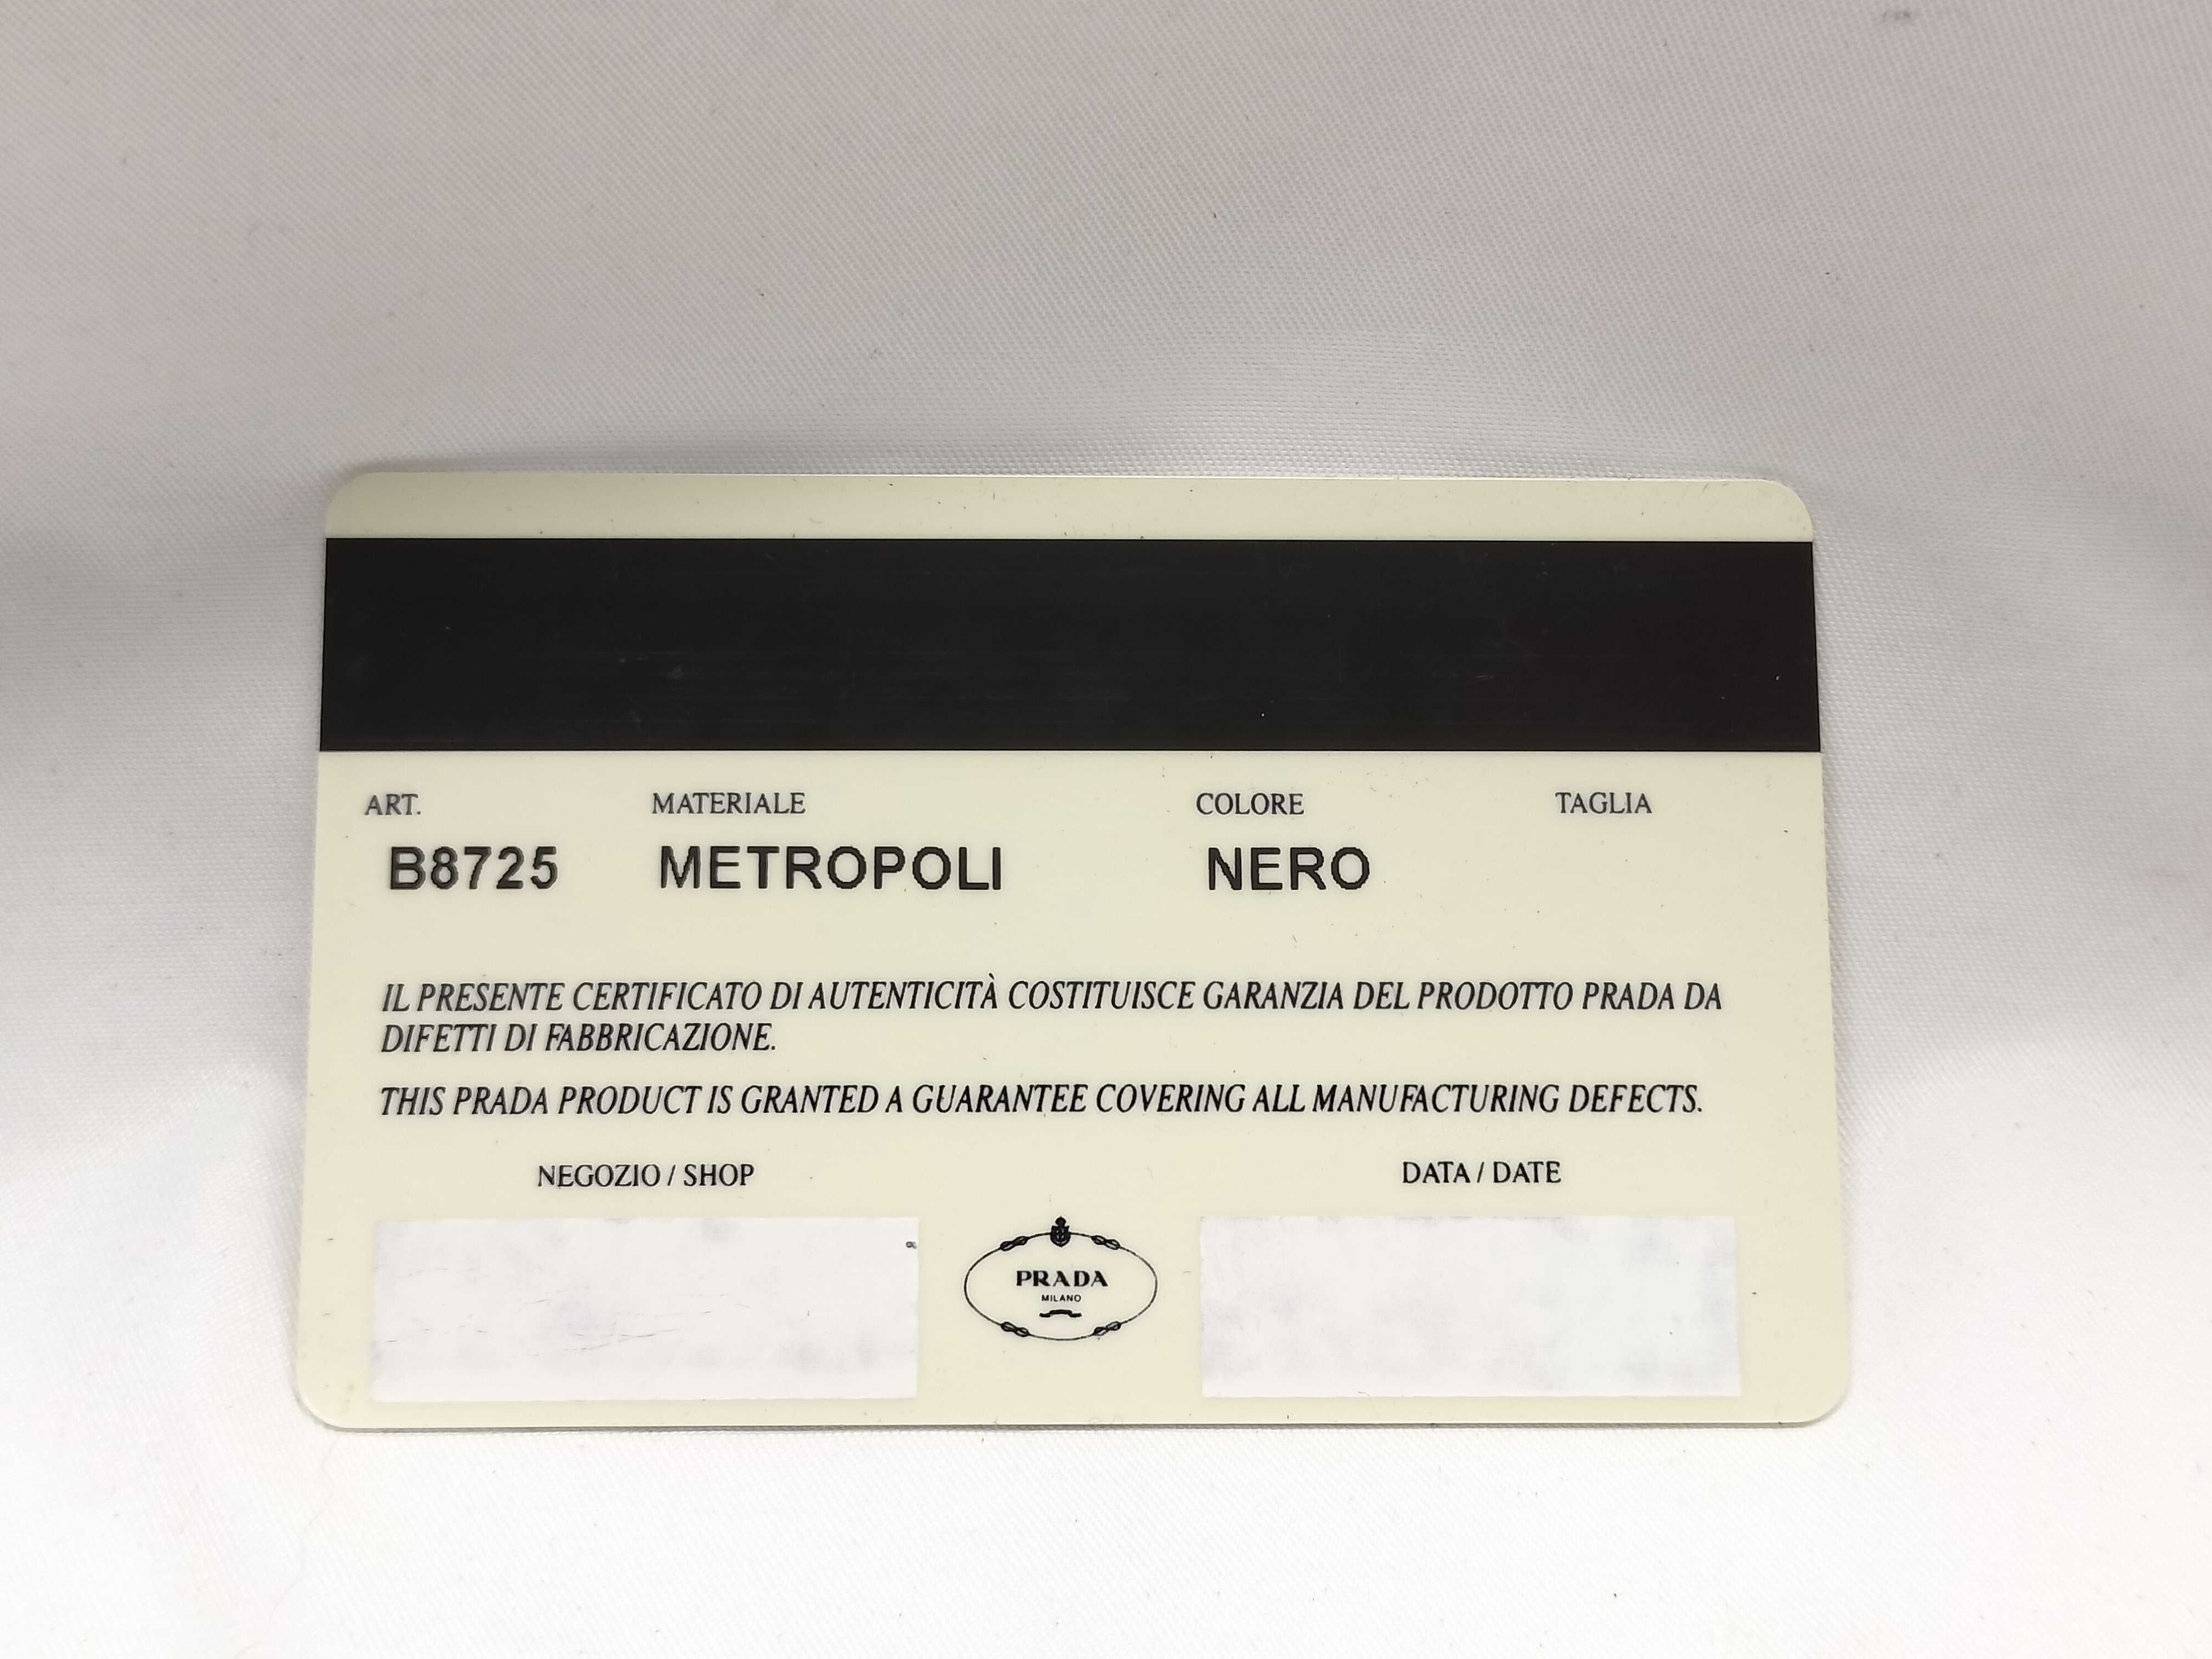 ART. MATERIALE COLORE TAGLIA
B8725 METROPOLI NERO
IL PRESENTE CERTIFICATO DI AUTENTICITÀ COSTITUISCE GARANZIA DEL PRODOTTO PRADA DA
DIFETTI DI FABBRICAZIONE.
THIS PRADA PRODUCT IS GRANTED A GUARANTEE COVERING ALL MANUFACTURING DEFECTS.
NEGOZIO / SHOP DATA / DATE
PRADA
MILANO